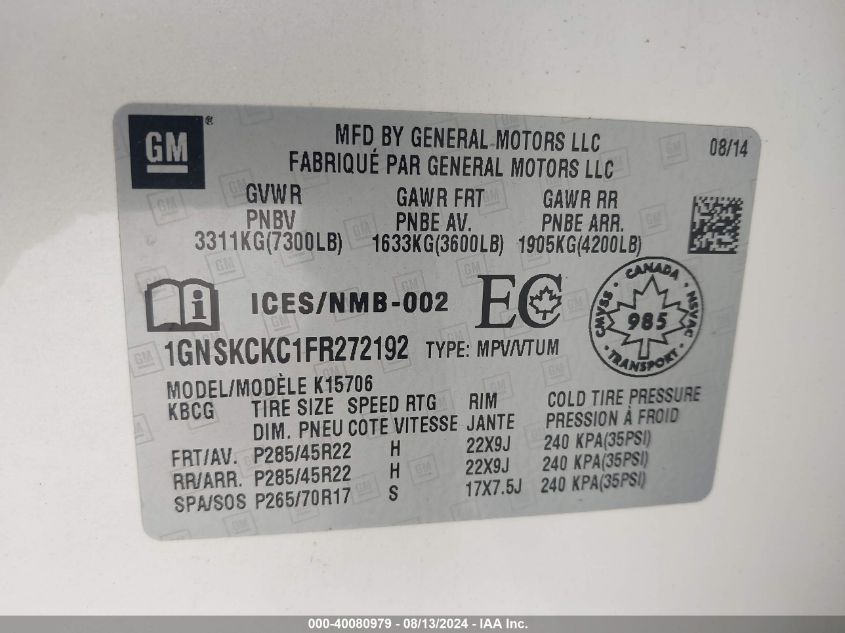 GM ®
MFD BY GENERAL MOTORS LLC 08/14
FABRIQUÉ PAR GENERAL MOTORS LLC
GVWR GAWR FRT GAWR RR
PNBV PNBE AV. PNBE ARR.
3311KG(7300LB) 1633KG(3600LB) 1905KG(4200LB)
i ICES/NMB-002 EC
CANADA
CMVSS 985 NSVAC
1GNSKCKC1FR272192 TYPE: MPV/VTUM
MODEL/MODÈLE K15706
KBCG TIRE SIZE SPEED RTG RIM COLD TIRE PRESSURE
DIM. PNEU COTE VITESSE JANTE PRESSION À FROID
FRT/AV. P285/45R22 H 22X9J 240 KPA(35PSI)
RR/ARR. P285/45R22 H 22X9J 240 KPA(35PSI)
SPA/SOS P265/70R17 S 17X7.5J 240 KPA(35PSI)
000-40080979 - 08/13/2024 - IAA Inc.